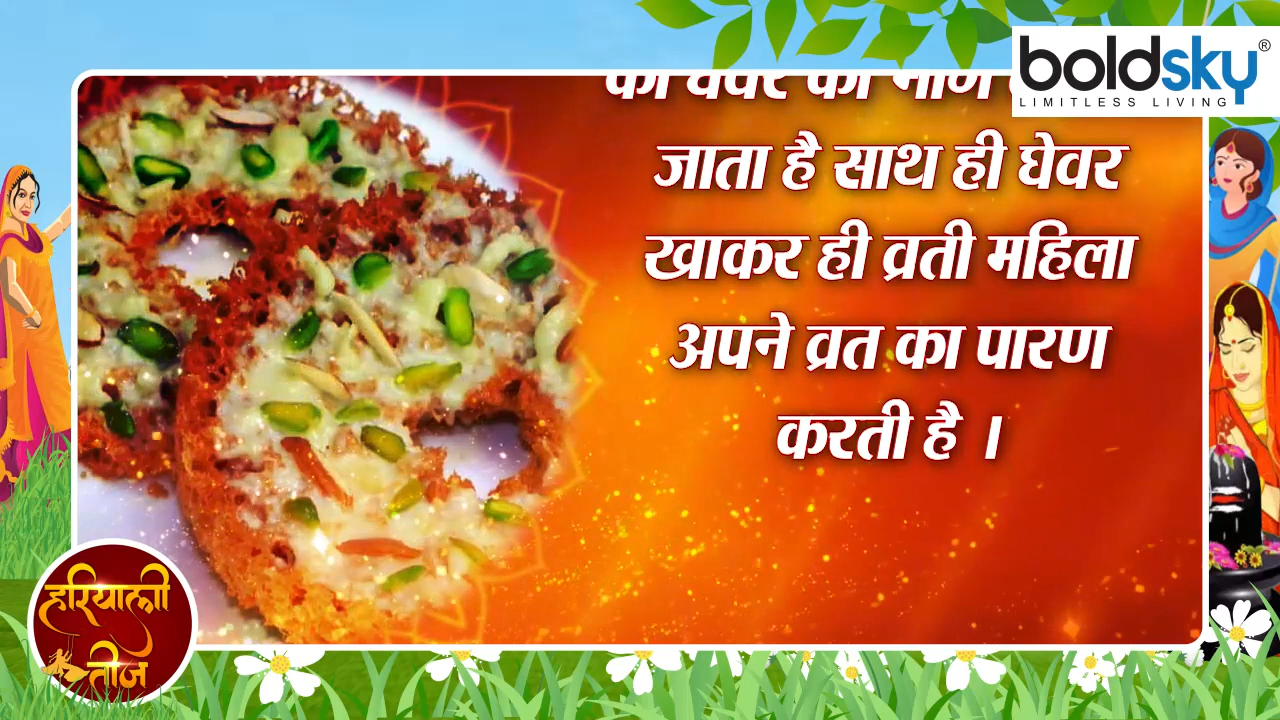 boldsky®
LIMITLESS LIVING
जाता है साथ ही घेवर
खाकर ही व्रती महिला
अपने व्रत का पारण
करती है ।
हरियाली
तीज